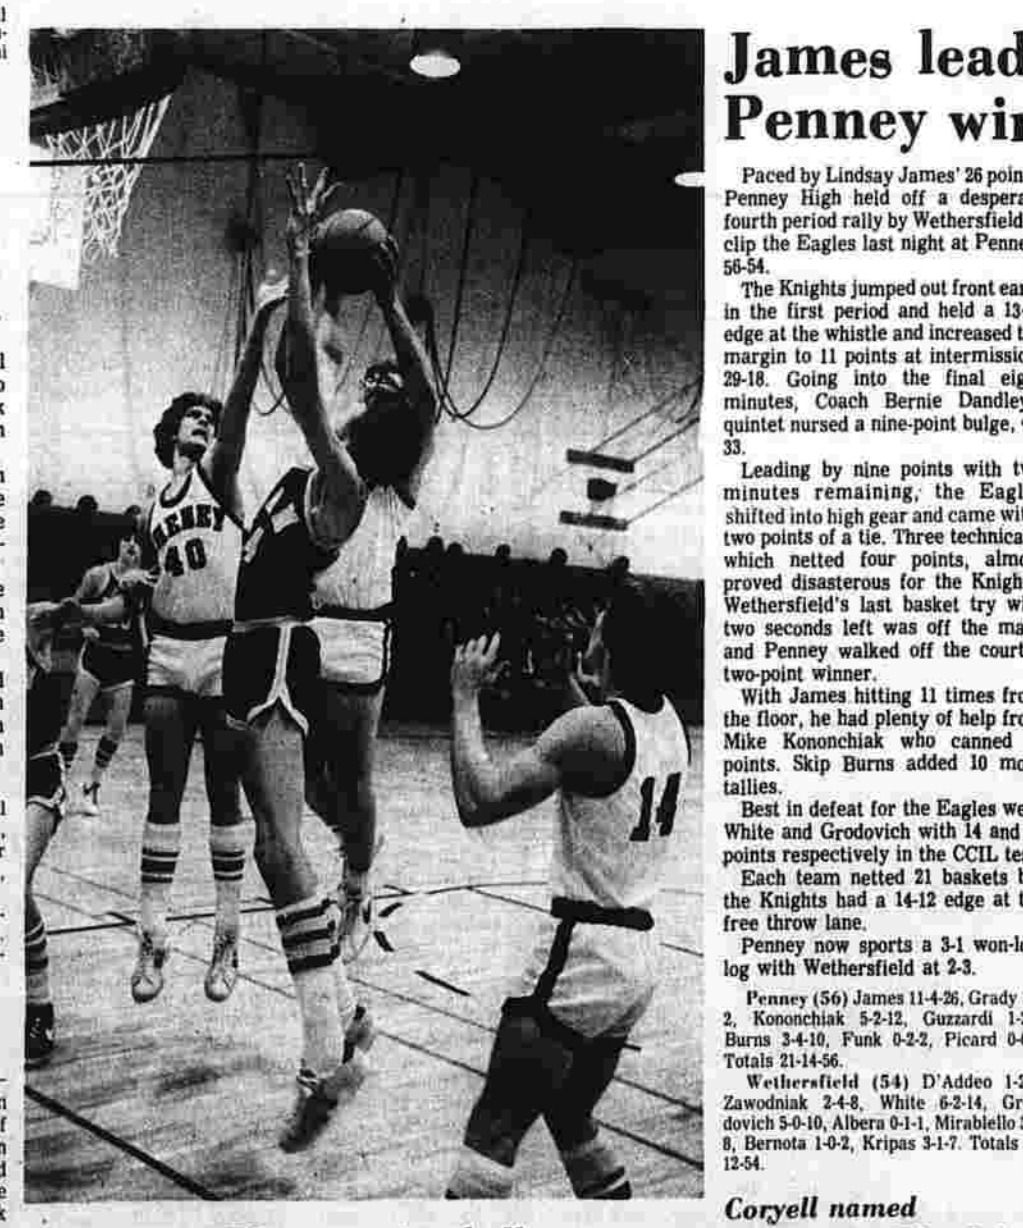 James lead
Penney wi
Paced by Lindsay James' 26 poin
Penney High held off a despera
fourth period rally by Wethersfield
clip the Eagles last night at Penne
56-54.
The Knights jumped out front ear
in the first period and held a 13-
edge at the whistle and increased t
margin to 11 points at intermissio
29-18. Going into the final eig
minutes, Coach Bernie Dandley
quintet nursed a nine-point bulge,
33.
Leading by nine points with t
minutes remaining, the Eagl
shifted into high gear and came wit
two points of a tie. Three technica
which netted four points, almo
proved disasterous for the Knigh
Wethersfield's last basket try wi
two seconds left was off the ma
and Penney walked off the court
two-point winner.
With James hitting 11 times fro
the floor, he had plenty of help fro
Mike Kononchiak who canned
points. Skip Burns added 10 mo
tallies.
Best in defeat for the Eagles we
White and Grodovich with 14 and
points respectively in the CCIL te
Each team netted 21 baskets b
the Knights had a 14-12 edge at t
free throw lane.
Penney now sports a 3-1 won-l
log with Wethersfield at 2-3.
Penney (56) James 11-4-26, Grady
2, Kononchiak 5-2-12, Guzzardi 1-
Burns 3-4-10, Funk 0-2-2, Picard 0-
Totals 21-14-56.
Wethersfield (54) D'Addeo 1-
Zawodniak 2-4-8, White 6-2-14, Gr
dovich 5-0-10, Albera 0-1-1, Mirabiello
8, Bernota 1-0-2, Kripas 3-1-7. Totals
12-54.
Coryell named
PENNEY
40
14